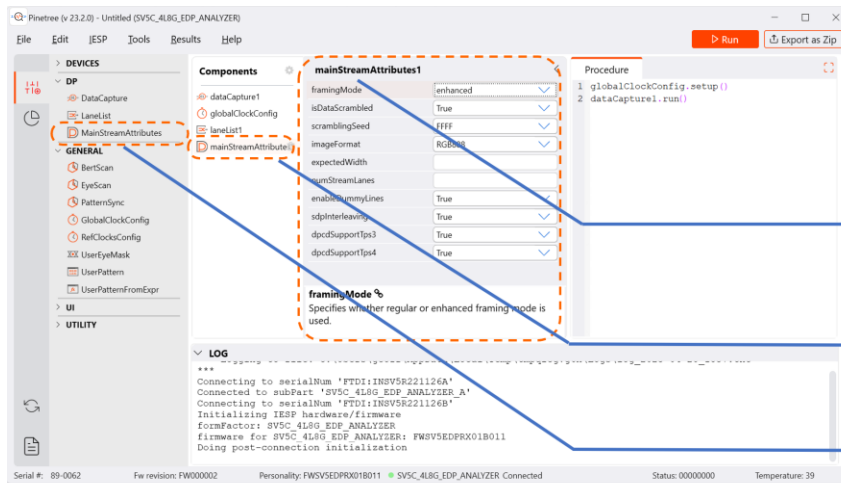 Pinetree (v 23.2.0) - Untitled (SV5C_4L8G_EDP_ANALYZER)
File Edit IESP Tools Results Help
Run
Export as Zip
DEVICES
DP
DataCapture
LaneList
MainStreamAttributes
GENERAL
BertScan
EyeScan
PatternSync
GlobalClockConfig
RefClocksConfig
UserEyeMask
UserPattern
UserPatternFromExpr
UI
UTILITY
Components
dataCapture1
globalClockConfig
laneList1
mainStreamAttribute
mainStreamAttributes1
framingMode enhanced
isDataScrambled True
scramblingSeed FFFF
imageFormat RGB888
expectedWidth
numStreamLanes
enableDummyLines True
sdpInterleaving True
dpcdSupportTps3 True
dpcdSupportTps4 True
framingMode
Specifies whether regular or enhanced framing mode is
used.
Procedure
1 globalClockConfig.setup()
2 dataCapture1.run()
LOG
***
Connecting to serialNum 'FTDI:INSV5R221126A'
Connected to subPart 'SV5C_4L8G_EDP_ANALYZER_A'
Connecting to serialNum 'FTDI:INSV5R221126B'
Initializing IESP hardware/firmware
formFactor: SV5C_4L8G_EDP_ANALYZER
firmware for SV5C_4L8G_EDP_ANALYZER: FWSV5EDPRX01B011
Doing post-connection initialization
Serial #: 89-0062 Fw revision: FW000002 Personality: FWSV5EDPRX01B011 SV5C_4L8G_EDP_ANALYZER Connected Status: 00000000 Temperature: 39